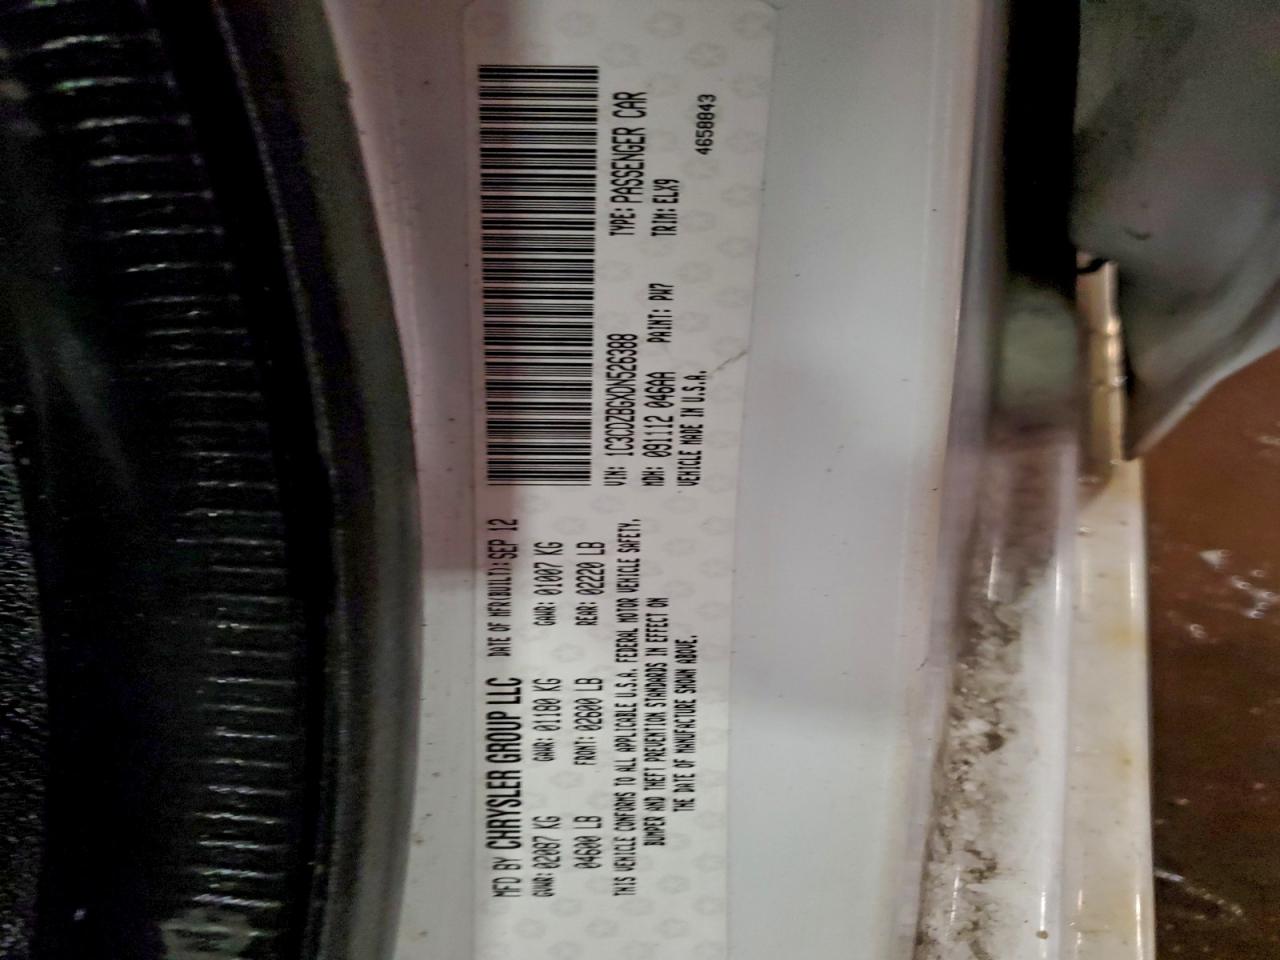 MFD BY CHRYSLER GROUP LLC DATE OF MFR(BUILT):SEP 12
GVWR: 02087 KG GAWR: 01180 KG GAWR: 01007 KG
04600 LB FRONT: 02600 LB REAR: 02220 LB
THIS VEHICLE CONFORMS TO ALL APPLICABLE U.S.A. FEDERAL MOTOR VEHICLE SAFETY,
BUMPER AND THEFT PREVENTION STANDARDS IN EFFECT ON
THE DATE OF MANUFACTURE SHOWN ABOVE.
VIN: 1C3CDZBGXDN526388 TYPE: PASSENGER CAR
MDH: 091112 046AA PAINT: PW7 TRIM: ELX9
VEHICLE MADE IN U.S.A. 4658843